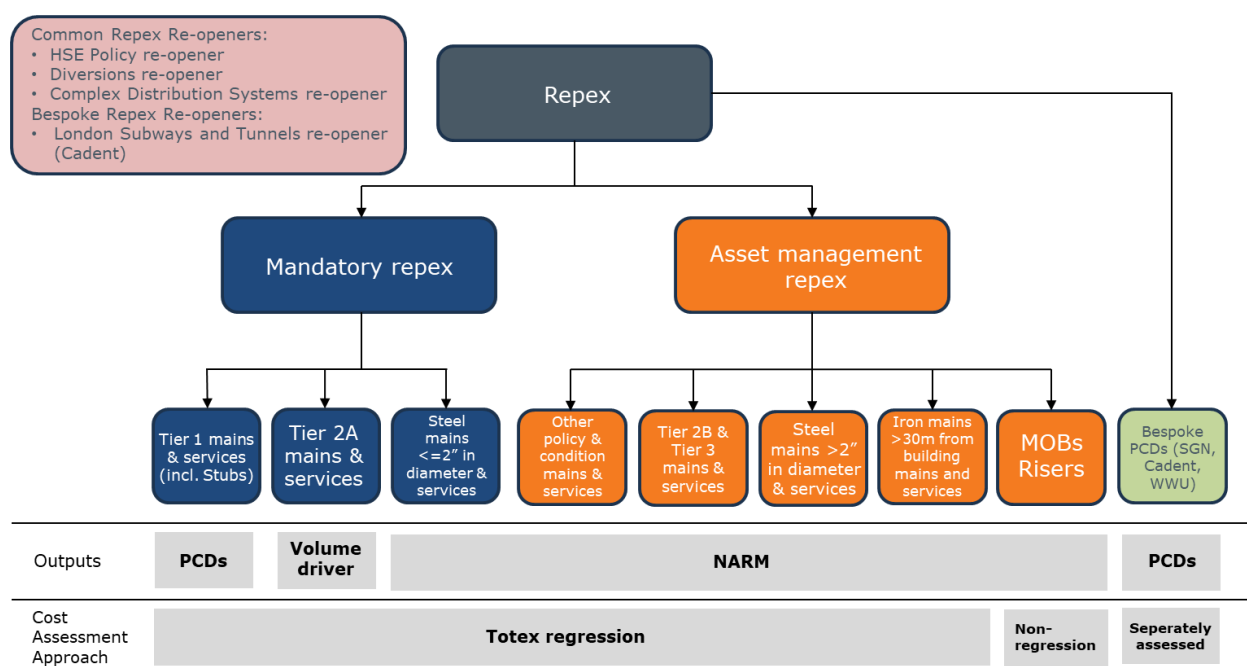 Common Repex Re-openers:
• HSE Policy re-opener
• Diversions re-opener
• Complex Distribution Systems re-opener
Bespoke Repex Re-openers:
• London Subways and Tunnels re-opener
(Cadent)
Repex
Mandatory repex
Asset management
repex
Tier 1 mains
& services
(incl. Stubs)
Tier 2A
mains &
services
Steel
mains
<=2” in
diameter &
services
Other
policy &
condition
mains &
services
Tier 2B &
Tier 3
mains &
services
Steel
mains >2”
in diameter
& services
Iron mains
>30m from
building
mains and
services
MOBs
Risers
Bespoke
PCDs (SGN,
Cadent,
WWU)
Outputs
PCDs
Volume
driver
NARM
PCDs
Cost
Assessment
Approach
Totex regression
Non-
regression
Seperately
assessed